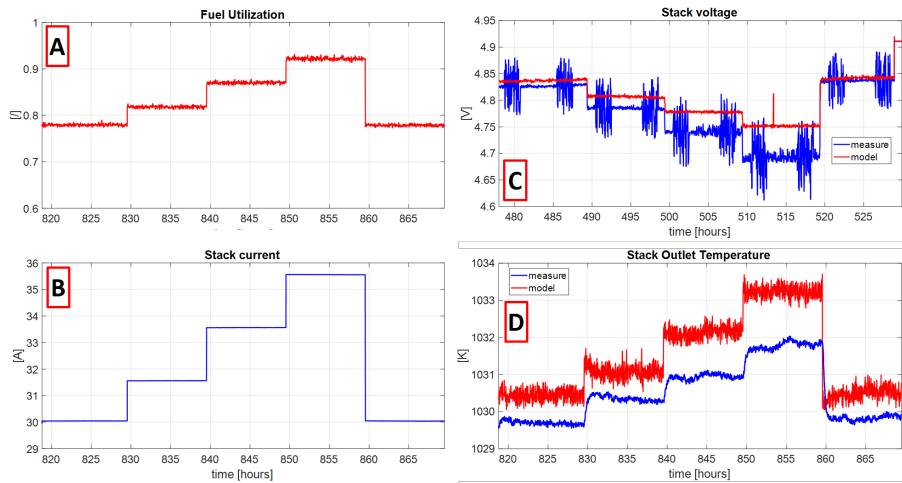 Fuel Utilization
A
[/]
1
0.9
0.8
0.7
0.6
820 825 830 835 840 845 850 855 860 865
Stack voltage
C
[V]
4.95
4.9
4.85
4.8
4.75
4.7
4.65
4.6
measure
model
480 485 490 495 500 505 510 515 520 525
time [hours]
Stack current
B
[A]
36
35
34
33
32
31
30
29
820 825 830 835 840 845 850 855 860 865
time [hours]
Stack Outlet Temperature
measure
model
D
[K]
1034
1033
1032
1031
1030
1029
820 825 830 835 840 845 850 855 860 865
time [hours]